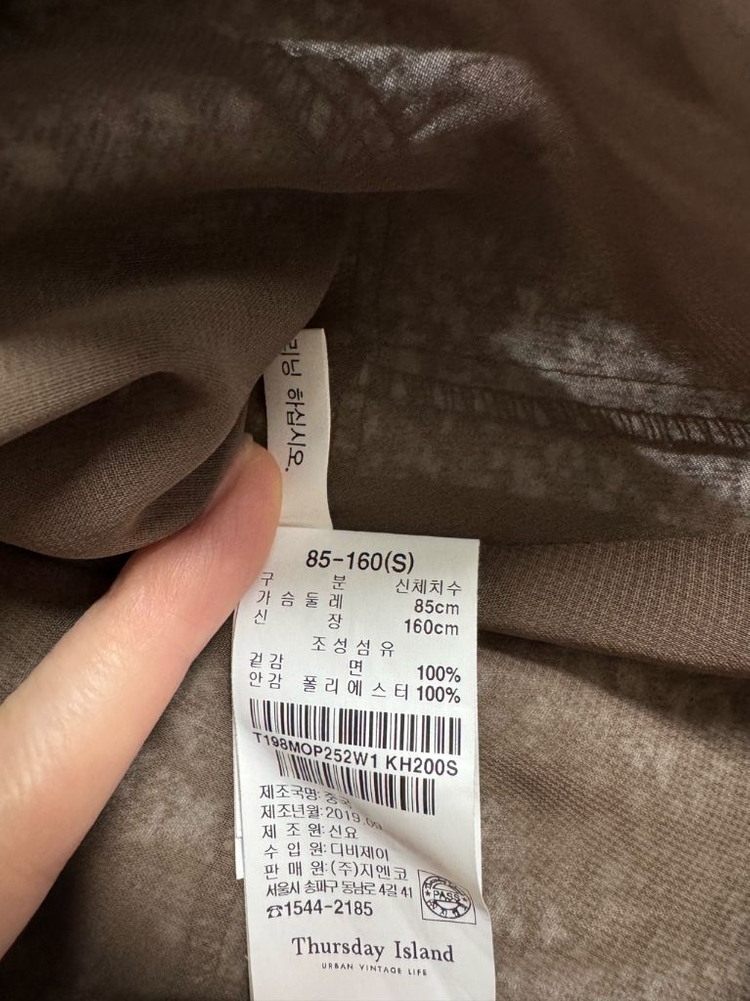 리닝 하십시오.
85-160(S)
구 분 신체치수
가슴둘레 85cm
신 장 160cm
조성섬유
겉감 면 100%
안감 폴리에스터 100%
T198MOP252W1 KH200S
제조국명: 중국
제조년월: 2019.09
제 조 원: 신요
수 입 원: 디비제이
판 매 원: (주)지엔코
서울시 송파구 동남로 4길 41
☎1544-2185
PASS
Thursday Island
URBAN VINTAGE LIFE